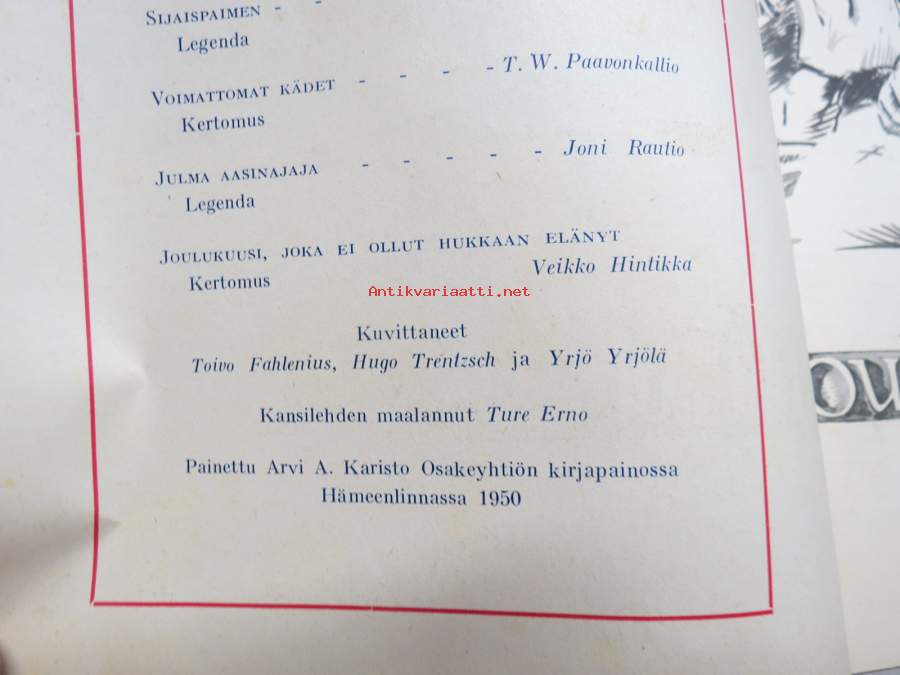 SIJAISPAIMEN - -
Legenda
VOIMATTOMAT KÄDET - - - - T. W. Paavonkallio
Kertomus
JULMA AASINAJAJA - - - - - Joni Rautio
Legenda
JOULUKUUSI, JOKA EI OLLUT HUKKAAN ELÄNYT
Kertomus Veikko Hintikka
Antikvariaatti.net
Kuvittaneet
Toivo Fahlenius, Hugo Trentzsch ja Yrjö Yrjölä
Kansilehden maalannut Ture Erno
Painettu Arvi A. Karisto Osakeyhtiön kirjapainossa
Hämeenlinnassa 1950
OU